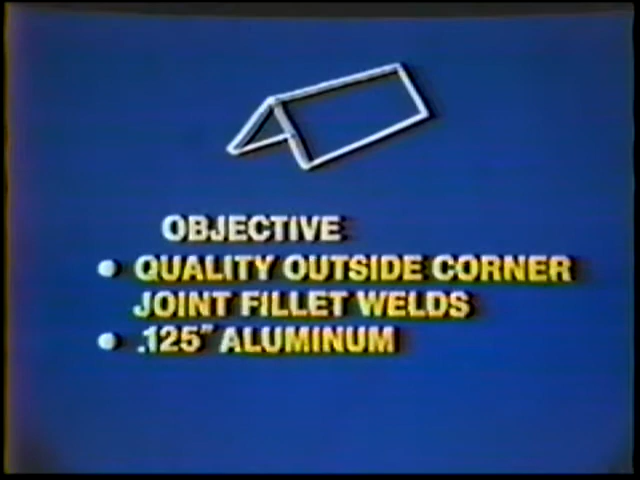 OBJECTIVE
• QUALITY OUTSIDE CORNER
JOINT FILLET WELDS
• .125" ALUMINUM